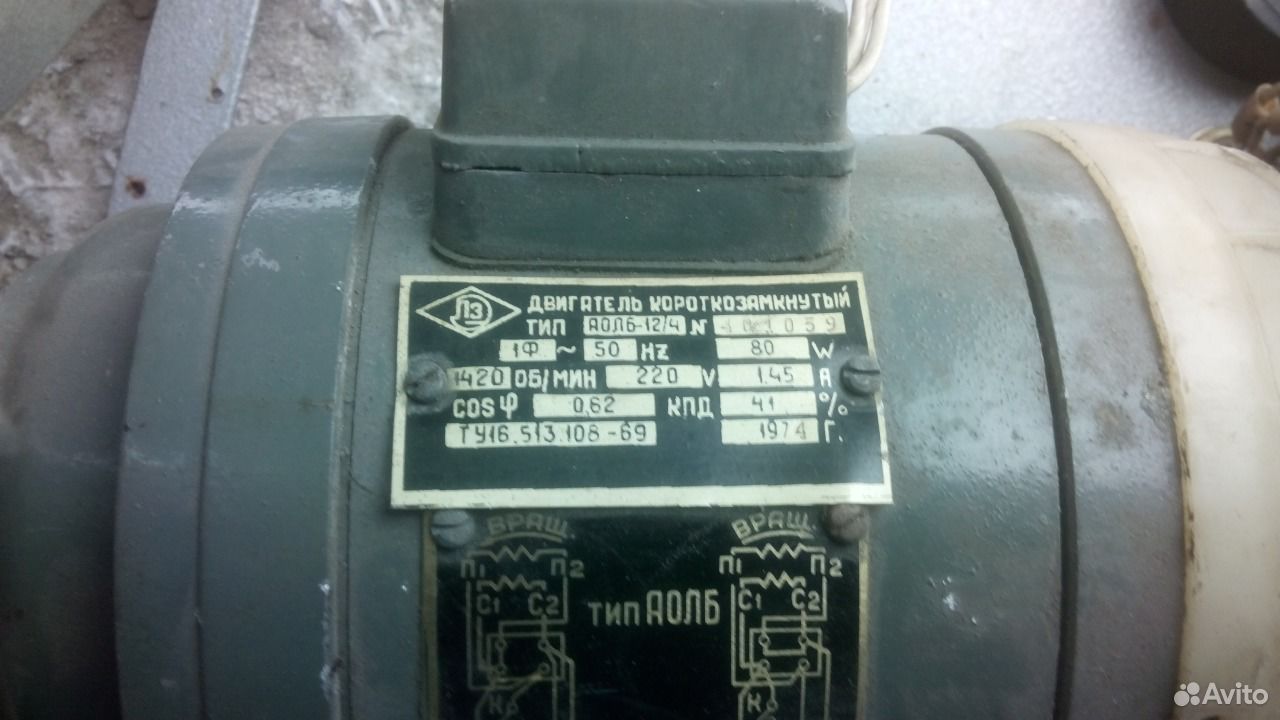 ЛЗ
ДВИГАТЕЛЬ КОРОТКОЗАМКНУТЫЙ
ТИП АОЛБ-12/4 N
1Ф ~ 50 HZ 80 W
1420 ОБ/МИН 220 V 1.45 А
COS φ 0,62 КПД 41 %
ТУ16.513.108-69 1974 Г.
ВРАЩ. ВРАЩ.
П1 П2 П1 П2
С1 С2 ТИП АОЛБ С1 С2
К К
Avito